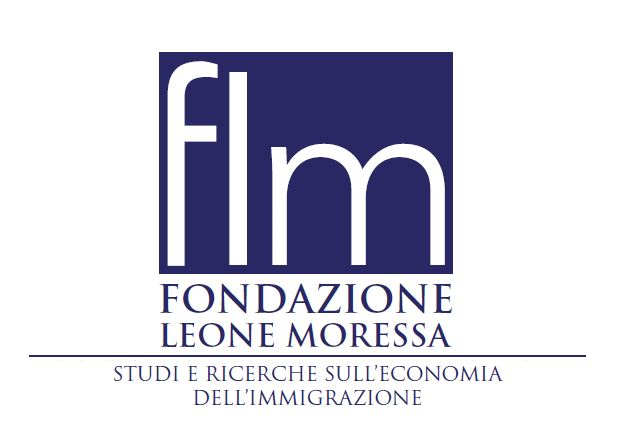 flm
FONDAZIONE
LEONE MORESSA
STUDI E RICERCHE SULL'ECONOMIA
DELL'IMMIGRAZIONE